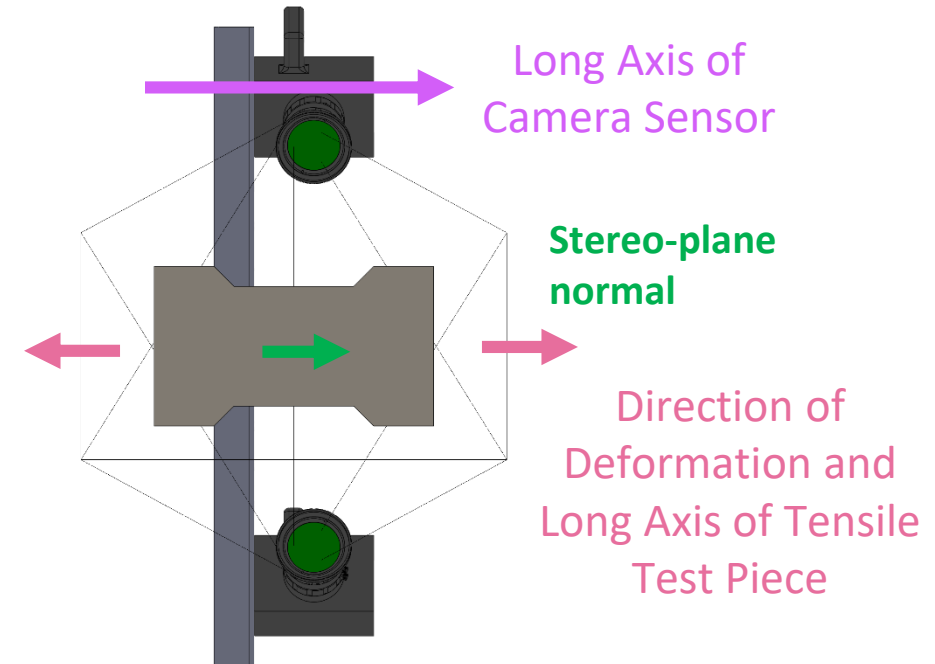 Long Axis of
Camera Sensor
Stereo-plane
normal
Direction of
Deformation and
Long Axis of Tensile
Test Piece